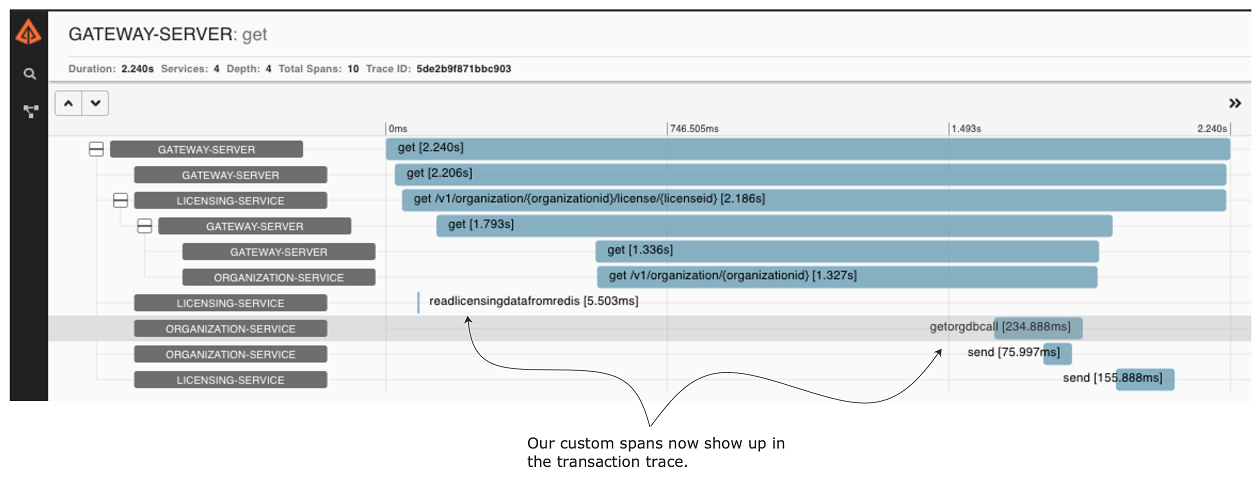 GATEWAY-SERVER: get
Duration: 2.240s Services: 4 Depth: 4 Total Spans: 10 Trace ID: 5de2b9f871bbc903
0ms 746.505ms 1.493s 2.240s
GATEWAY-SERVER get [2.240s]
GATEWAY-SERVER get [2.206s]
LICENSING-SERVICE get /v1/organization/{organizationid}/license/{licenseid} [2.186s]
GATEWAY-SERVER get [1.793s]
GATEWAY-SERVER get [1.336s]
ORGANIZATION-SERVICE get /v1/organization/{organizationid} [1.327s]
LICENSING-SERVICE readlicensingdatafromredis [5.503ms]
ORGANIZATION-SERVICE getorgdbcall [234.888ms]
ORGANIZATION-SERVICE send [75.997ms]
LICENSING-SERVICE send [155.888ms]
Our custom spans now show up in
the transaction trace.